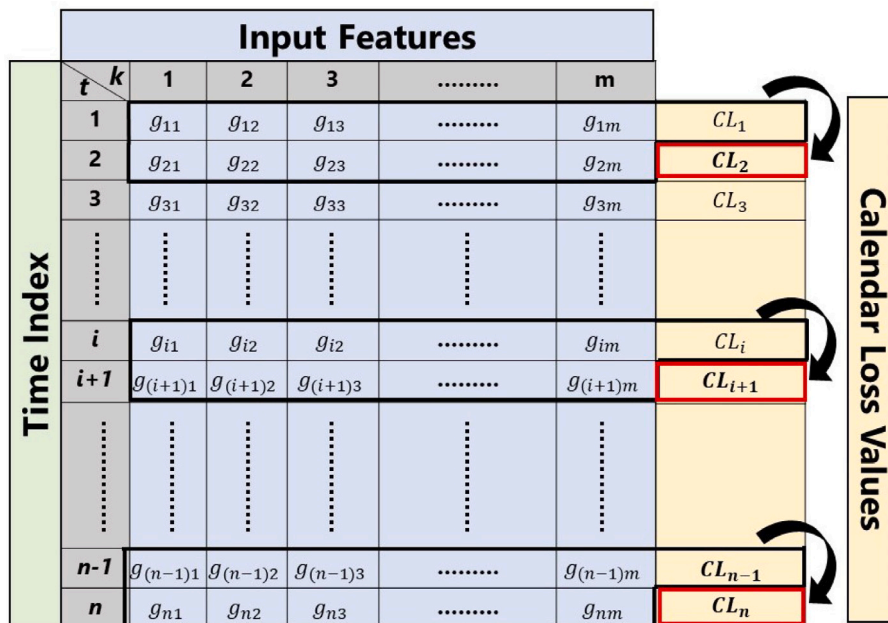 Input Features
Time Index
Calendar Loss Values
t k 1 2 3 ......... m
1 g₁₁ g₁₂ g₁₃ ......... g₁ₘ CL₁
2 g₂₁ g₂₂ g₂₃ ......... g₂ₘ CL₂
3 g₃₁ g₃₂ g₃₃ ......... g₃ₘ CL₃
i gᵢ₁ gᵢ₂ gᵢ₂ ......... gᵢₘ CLᵢ
i+1 g₍ᵢ₊₁₎₁ g₍ᵢ₊₁₎₂ g₍ᵢ₊₁₎₃ ......... g₍ᵢ₊₁₎ₘ CLᵢ₊₁
n-1 g₍ₙ₋₁₎₁ g₍ₙ₋₁₎₂ g₍ₙ₋₁₎₃ ......... g₍ₙ₋₁₎ₘ CLₙ₋₁
n gₙ₁ gₙ₂ gₙ₃ ......... gₙₘ CLₙ